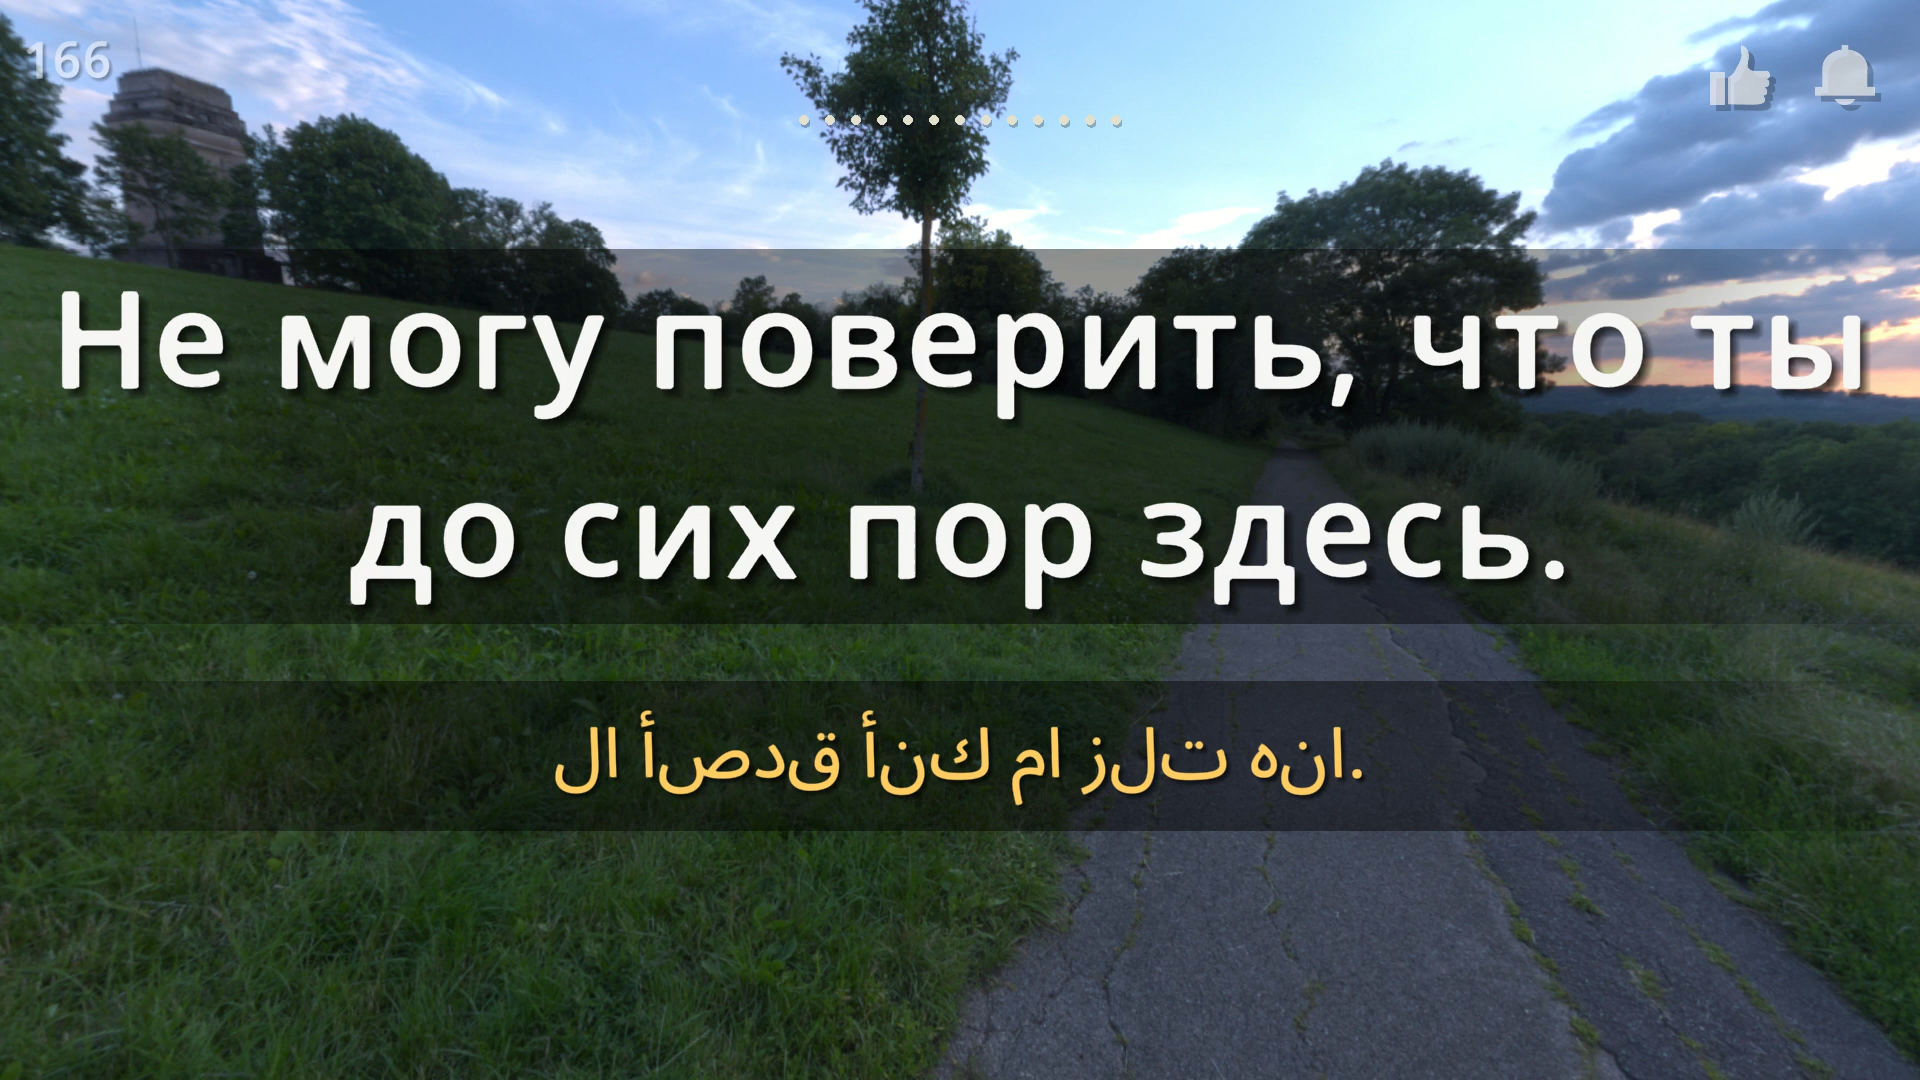 166
Не могу поверить, что ты
до сих пор здесь.
لا أصدق أنك ما زلت هنا.